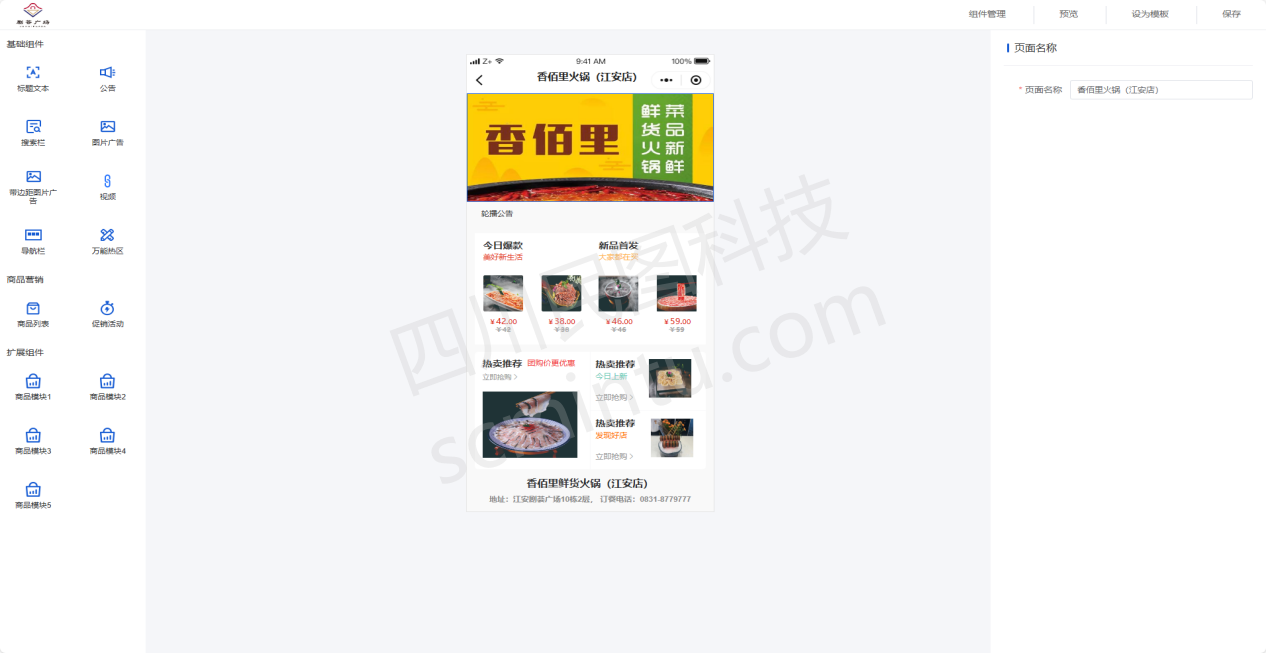 剧荟广场
组件管理
预览
设为模板
保存
基础组件
标题文本
公告
搜索栏
图片广告
带边距图片广
告
视频
导航栏
万能热区
商品营销
商品列表
促销活动
扩展组件
商品模块1
商品模块2
商品模块3
商品模块4
商品模块5
9:41 AM
100%
香佰里火锅（江安店）
香佰里
鲜货火锅
菜品新鲜
轮播公告
今日爆款
美好新生活
新品首发
大家都在买
¥42.00
¥38.00
¥46.00
¥59.00
¥59
热卖推荐 团购价更优惠
立即抢购 >
热卖推荐
今日上新
立即抢购 >
热卖推荐
发现好店
立即抢购 >
香佰里鲜货火锅（江安店）
地址：江安剧荟广场10栋2层， 订餐电话：0831-8779777
页面名称
* 页面名称
香佰里火锅（江安店）
四川民图科技
scmintu.com